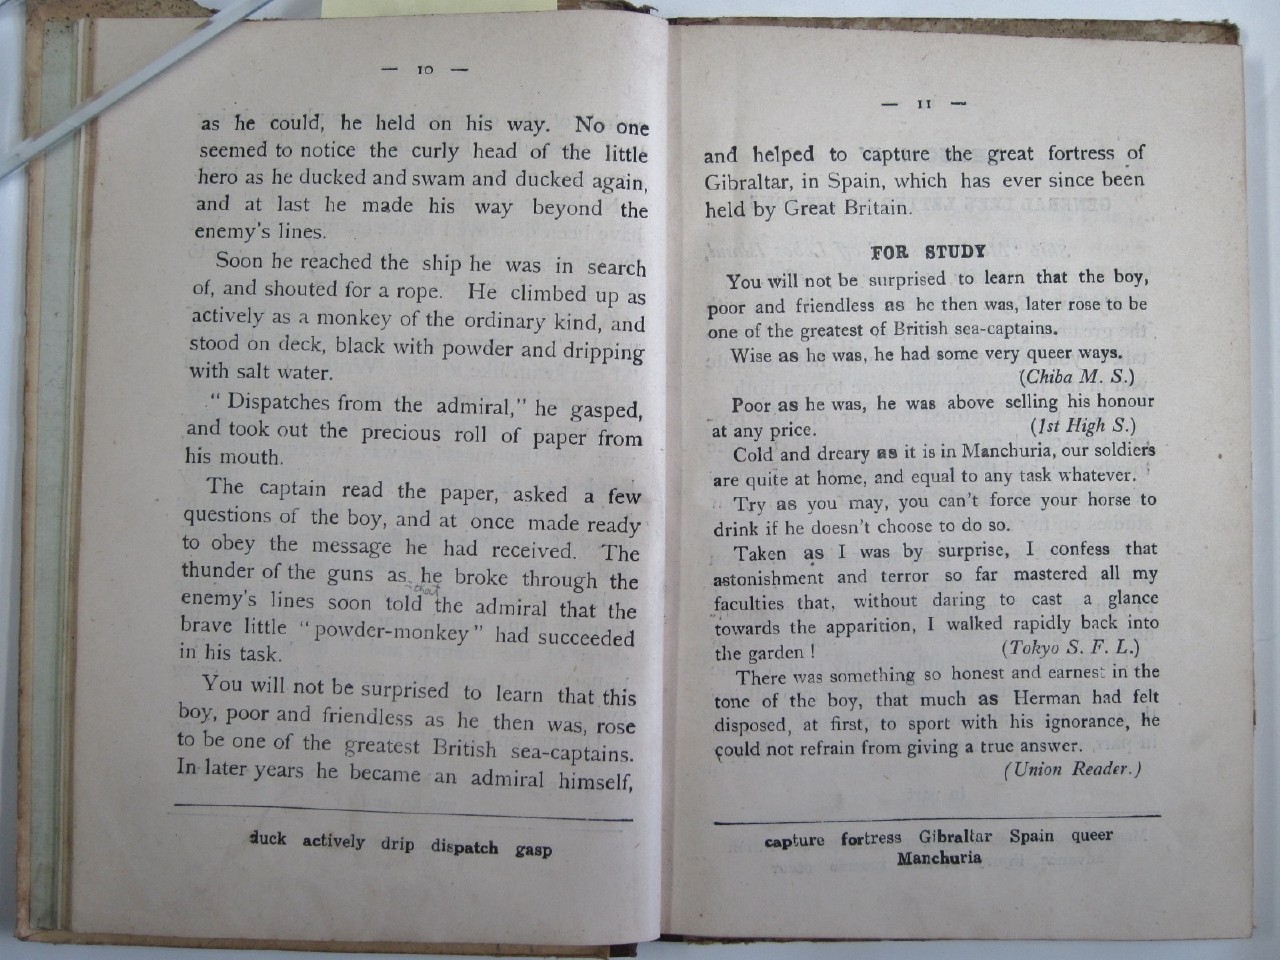 — 10 —
as he could, he held on his way. No one
seemed to notice the curly head of the little
hero as he ducked and swam and ducked again,
and at last he made his way beyond the
enemy's lines.
Soon he reached the ship he was in search
of, and shouted for a rope. He climbed up as
actively as a monkey of the ordinary kind, and
stood on deck, black with powder and dripping
with salt water.
" Dispatches from the admiral," he gasped,
and took out the precious roll of paper from
his mouth.
The captain read the paper, asked a few
questions of the boy, and at once made ready
to obey the message he had received. The
thunder of the guns as he broke through the
that
enemy's lines soon told the admiral that the
brave little "powder-monkey" had succeeded
in his task.
You will not be surprised to learn that this
boy, poor and friendless as he then was, rose
to be one of the greatest British sea-captains.
In later years he became an admiral himself,
duck actively drip dispatch gasp
— 11 —
and helped to capture the great fortress of
Gibraltar, in Spain, which has ever since been
held by Great Britain.
FOR STUDY
You will not be surprised to learn that the boy,
poor and friendless as he then was, later rose to be
one of the greatest of British sea-captains.
Wise as he was, he had some very queer ways.
(Chiba M. S.)
Poor as he was, he was above selling his honour
at any price. (1st High S.)
Cold and dreary as it is in Manchuria, our soldiers
are quite at home, and equal to any task whatever.
Try as you may, you can't force your horse to
drink if he doesn't choose to do so.
Taken as I was by surprise, I confess that
astonishment and terror so far mastered all my
faculties that, without daring to cast a glance
towards the apparition, I walked rapidly back into
the garden ! (Tokyo S. F. L.)
There was something so honest and earnest in the
tone of the boy, that much as Herman had felt
disposed, at first, to sport with his ignorance, he
could not refrain from giving a true answer.
(Union Reader.)
capture fortress Gibraltar Spain queer
Manchuria